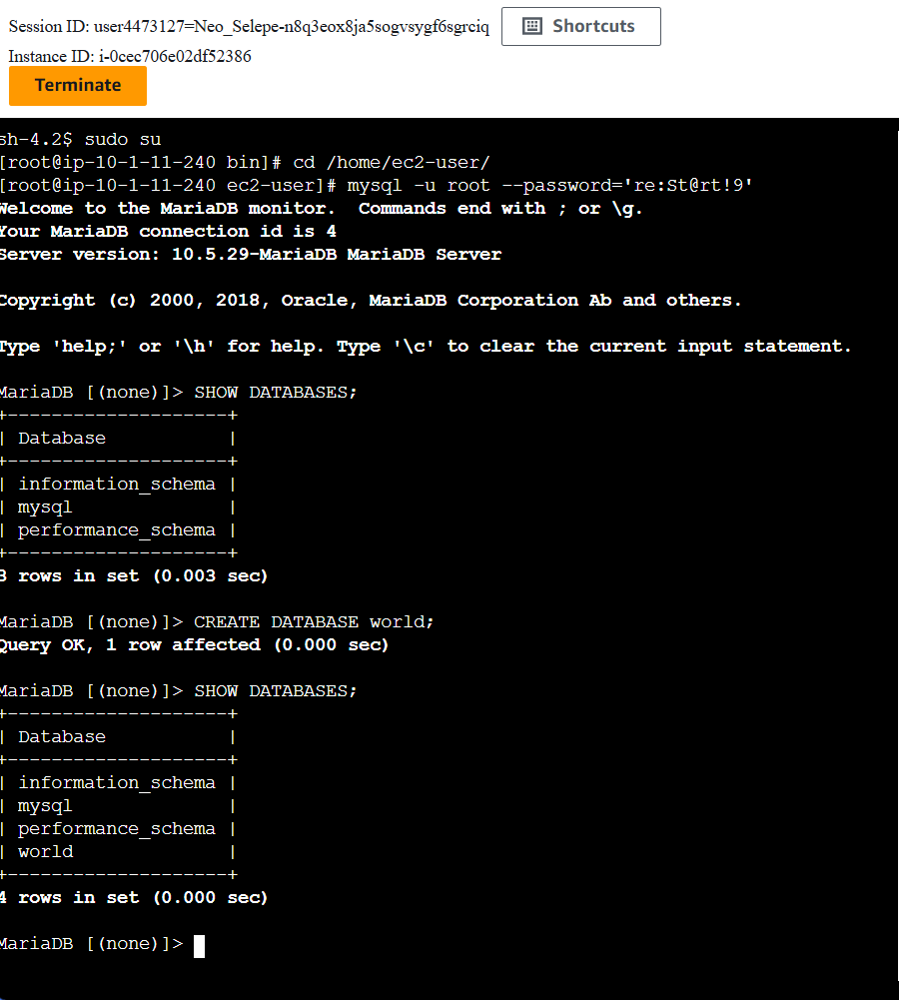 Session ID: user4473127=Neo_Selepe-n8q3eox8ja5sogvsygf6sgrciq
Shortcuts
Instance ID: i-0cec706e02df52386
Terminate
sh-4.2$ sudo su
[root@ip-10-1-11-240 bin]# cd /home/ec2-user/
[root@ip-10-1-11-240 ec2-user]# mysql -u root --password='re:St@rt!9'
Welcome to the MariaDB monitor.  Commands end with ; or \g.
Your MariaDB connection id is 4
Server version: 10.5.29-MariaDB MariaDB Server
Copyright (c) 2000, 2018, Oracle, MariaDB Corporation Ab and others.
Type 'help;' or '\h' for help. Type '\c' to clear the current input statement.
MariaDB [(none)]> SHOW DATABASES;
+--------------------+
| Database           |
+--------------------+
| information_schema |
| mysql              |
| performance_schema |
+--------------------+
3 rows in set (0.003 sec)
MariaDB [(none)]> CREATE DATABASE world;
Query OK, 1 row affected (0.000 sec)
MariaDB [(none)]> SHOW DATABASES;
+--------------------+
| Database           |
+--------------------+
| information_schema |
| mysql              |
| performance_schema |
| world              |
+--------------------+
4 rows in set (0.000 sec)
MariaDB [(none)]>